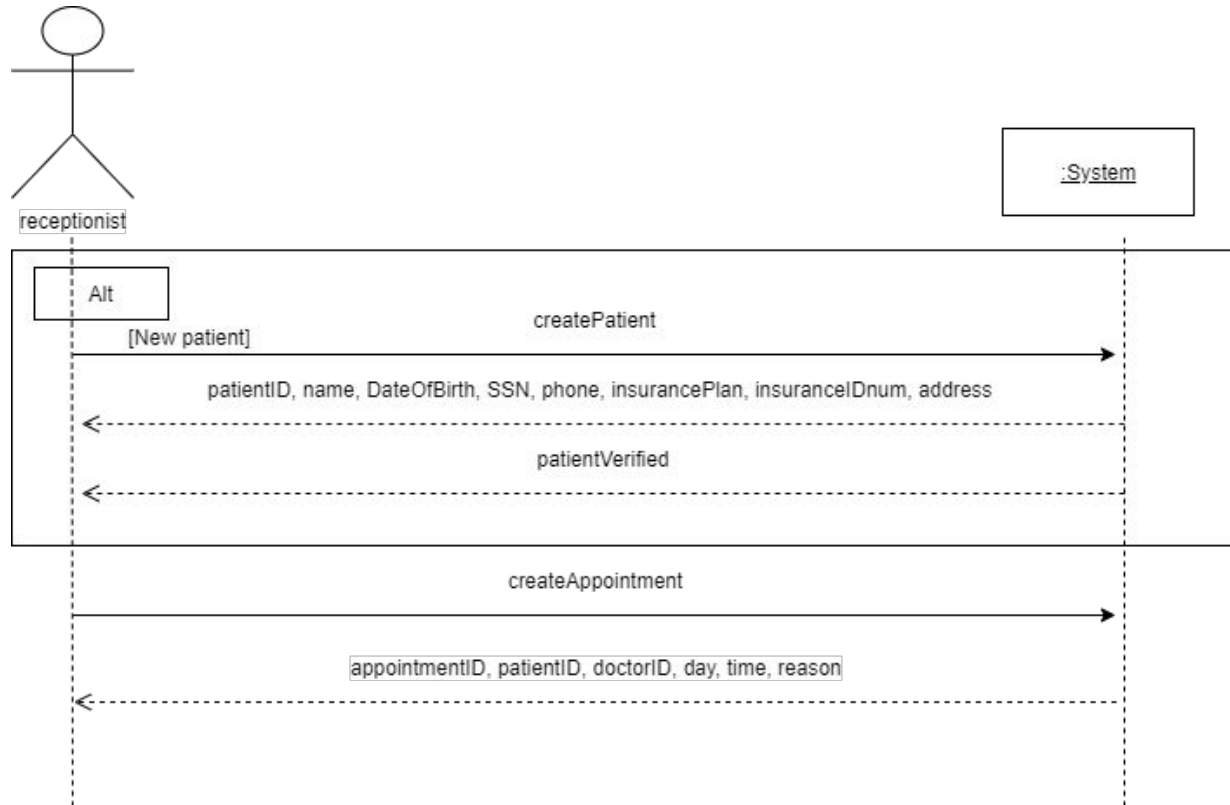 receptionist
:System
Alt
[New patient]
createPatient
patientID, name, DateOfBirth, SSN, phone, insurancePlan, insuranceIDnum, address
patientVerified
createAppointment
appointmentID, patientID, doctorID, day, time, reason